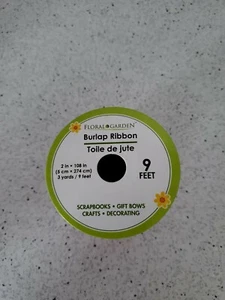 FLORAL GARDEN
Burlap Ribbon
Toile de jute
2 in • 108 in
(5 cm • 274 cm)
3 yards / 9 feet
9
FEET
SCRAPBOOKS • GIFT BOWS
CRAFTS • DECORATING